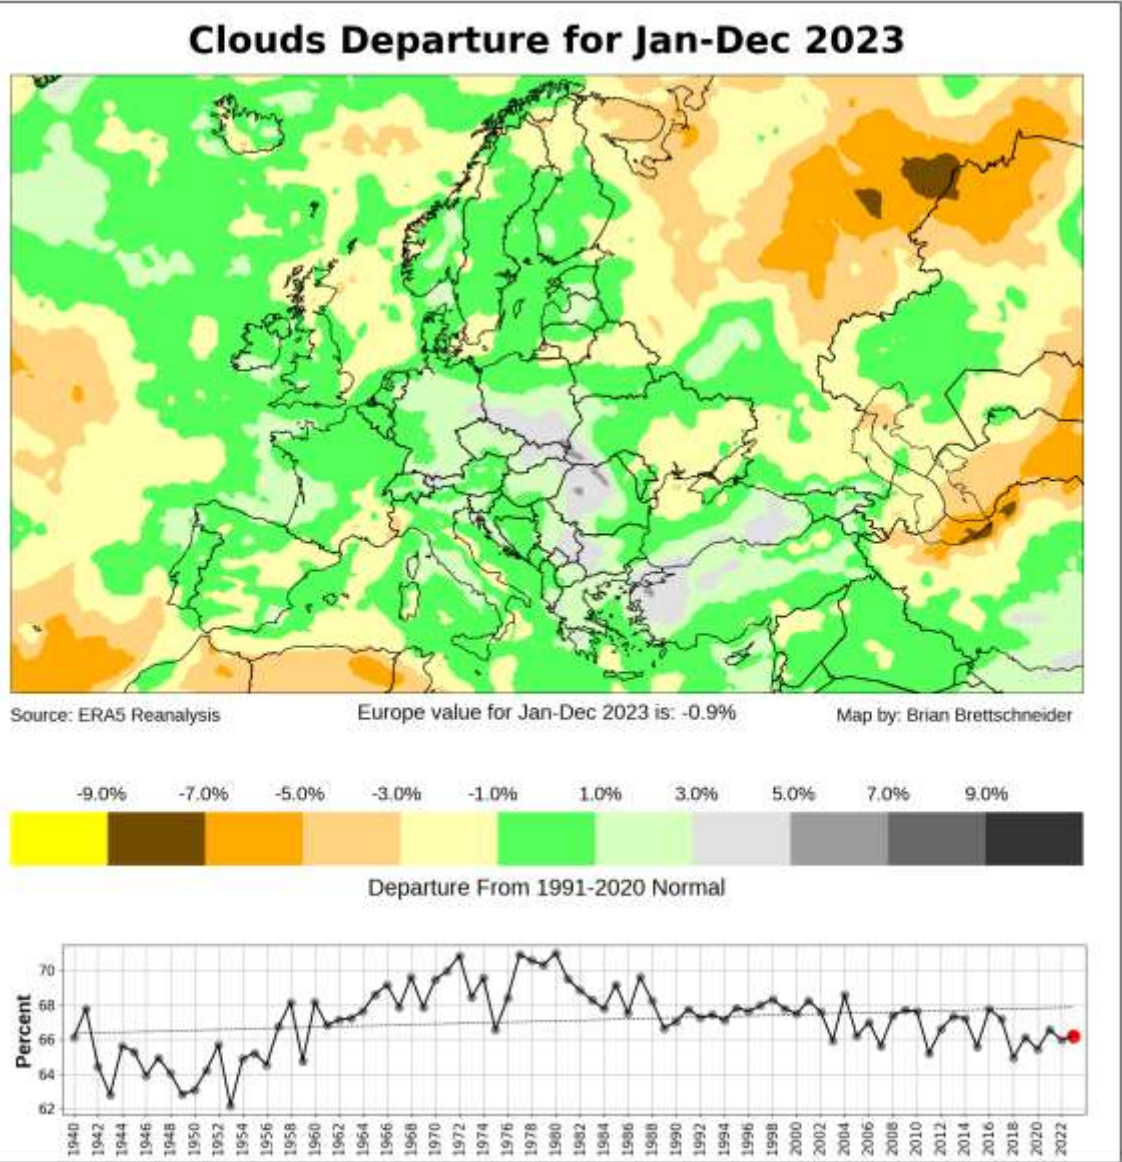 Clouds Departure for Jan-Dec 2023
Source: ERA5 Reanalysis
Europe value for Jan-Dec 2023 is: -0.9%
Map by: Brian Brettschneider
-9.0% -7.0% -5.0% -3.0% -1.0% 1.0% 3.0% 5.0% 7.0% 9.0%
Departure From 1991-2020 Normal
Percent
70
68
66
64
62
1940 1942 1944 1946 1948 1950 1952 1954 1956 1958 1960 1962 1964 1966 1968 1970 1972 1974 1976 1978 1980 1982 1984 1986 1988 1990 1992 1994 1996 1998 2000 2002 2004 2006 2008 2010 2012 2014 2016 2018 2020 2022